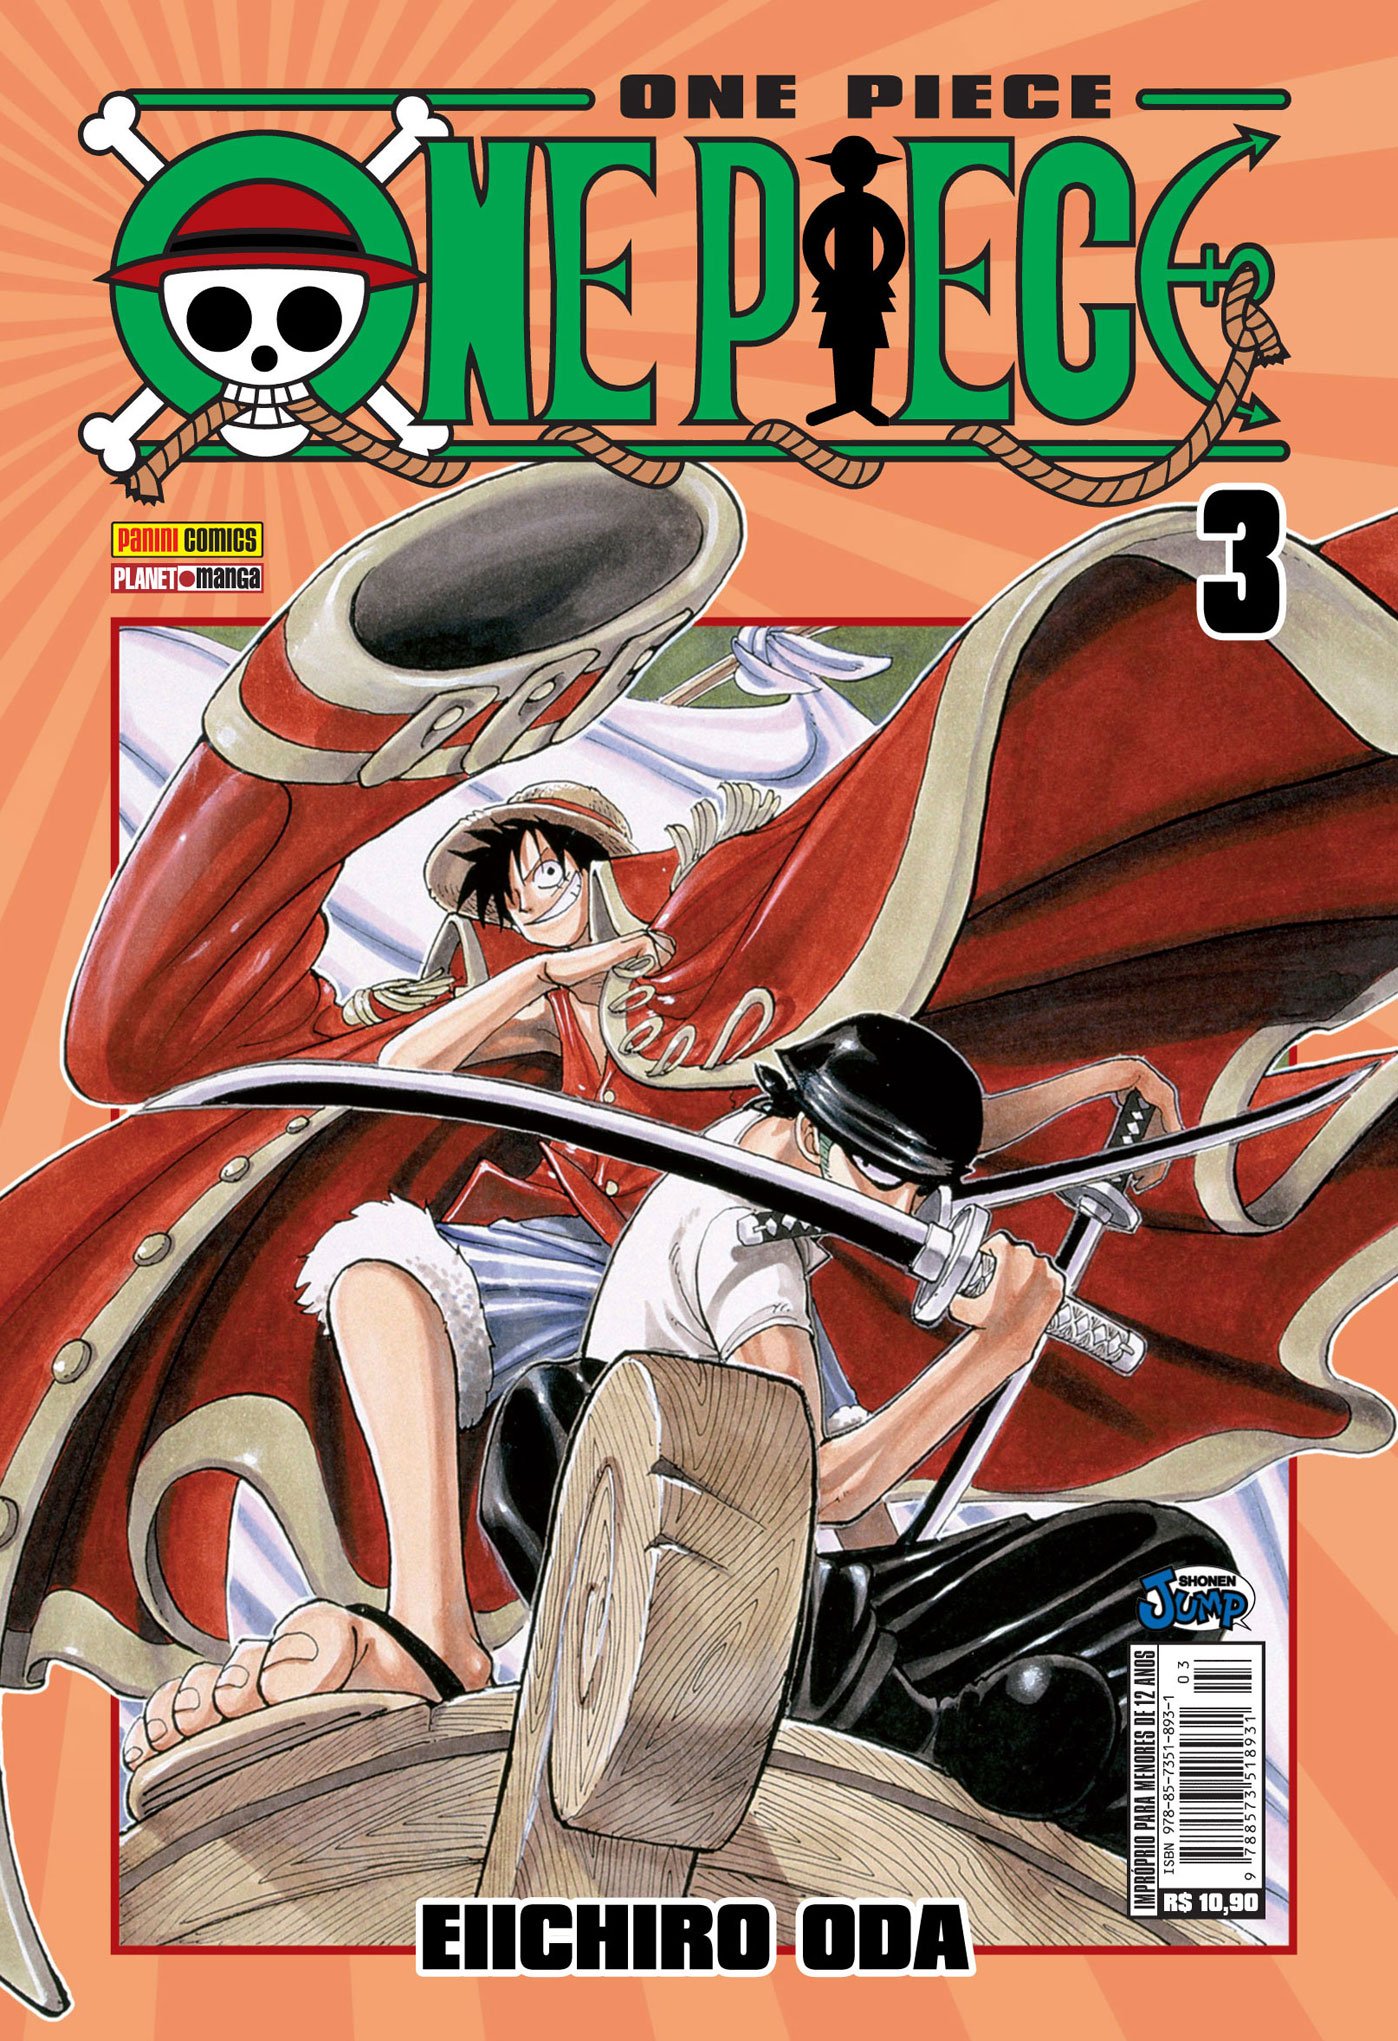 ONE PIECE
ONE PIECE
3
PANINI COMICS
PLANET MANGA
SHONEN
JUMP
IMPRÓPRIO PARA MENORES DE 12 ANOS
ISBN 978-85-7351-893-1
03
9 788573 518931
R$ 10,90
EIICHIRO ODA